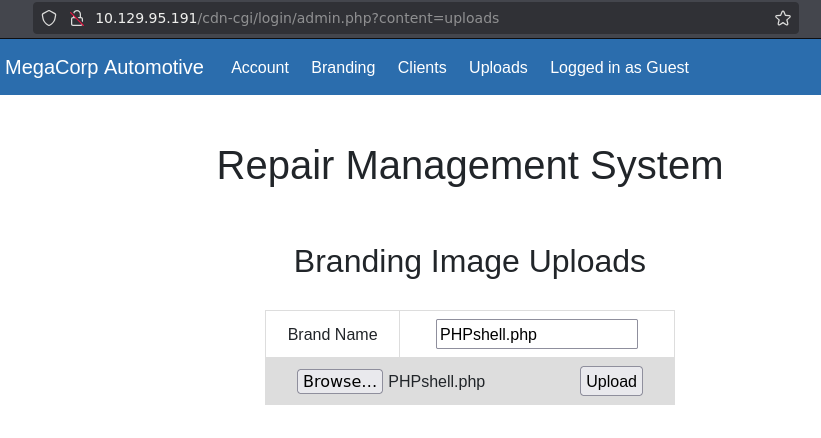 10.129.95.191/cdn-cgi/login/admin.php?content=uploads
MegaCorp Automotive Account Branding Clients Uploads Logged in as Guest
Repair Management System
Branding Image Uploads
Brand Name PHPshell.php
Browse... PHPshell.php Upload